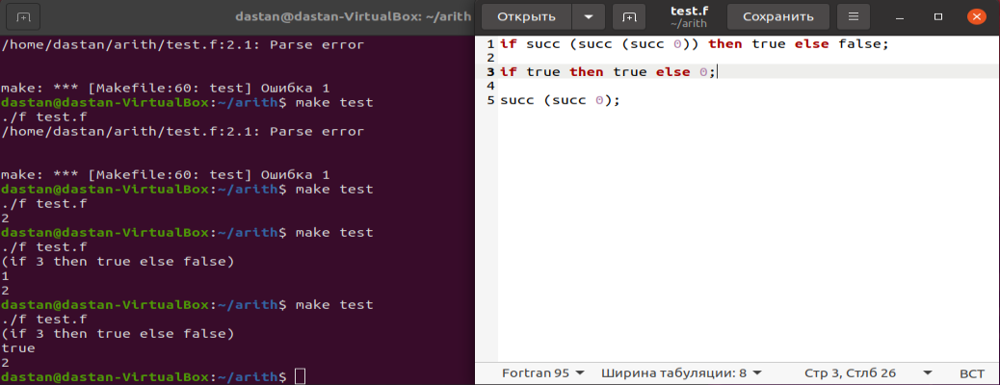 dastan@dastan-VirtualBox: ~/arith
/home/dastan/arith/test.f:2.1: Parse error
make: *** [Makefile:60: test] Ошибка 1
dastan@dastan-VirtualBox:~/arith$ make test
./f test.f
/home/dastan/arith/test.f:2.1: Parse error
make: *** [Makefile:60: test] Ошибка 1
dastan@dastan-VirtualBox:~/arith$ make test
./f test.f
2
dastan@dastan-VirtualBox:~/arith$ make test
./f test.f
(if 3 then true else false)
1
2
dastan@dastan-VirtualBox:~/arith$ make test
./f test.f
(if 3 then true else false)
true
2
dastan@dastan-VirtualBox:~/arith$
Открыть
test.f
~/arith
Сохранить
1 if succ (succ (succ 0)) then true else false;
2
3 if true then true else 0;
4
5 succ (succ 0);
Fortran 95 Ширина табуляции: 8 Стр 3, Стлб 26 ВСТ